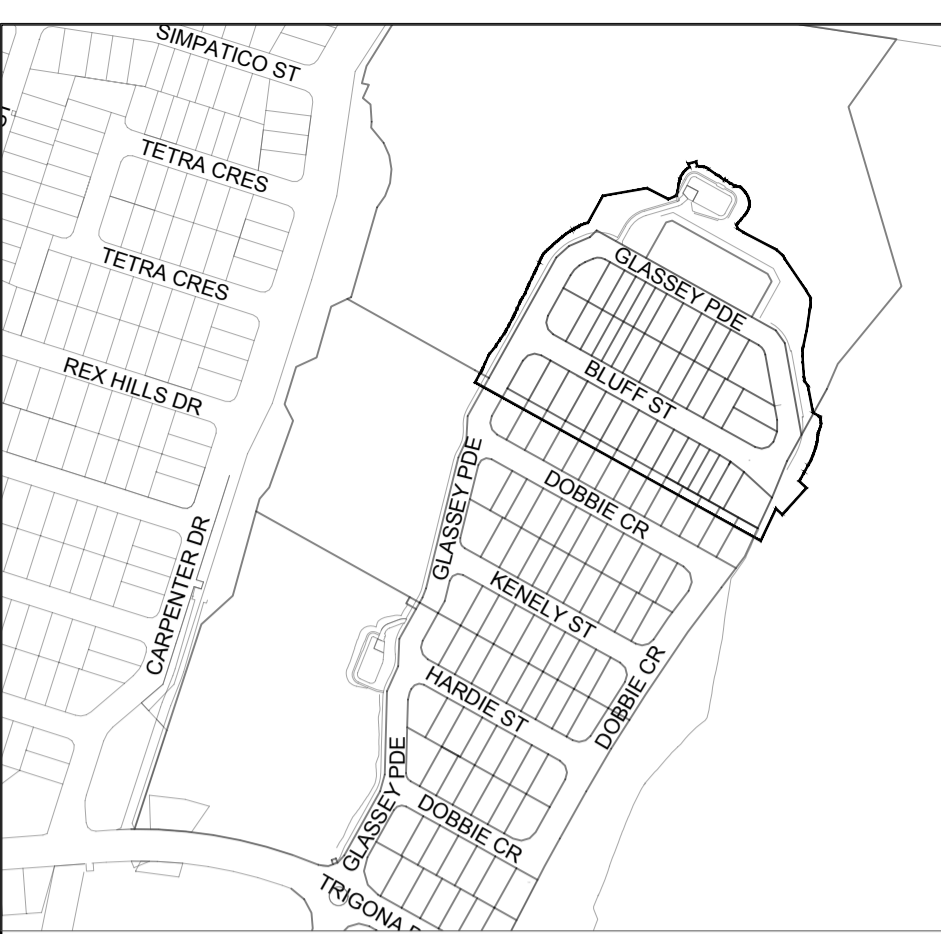 SIMPATICO ST
TETRA CRES
TETRA CRES
REX HILLS DR
CARPENTER DR
GLASSEY PDE
BLUFF ST
GLASSEY PDE
DOBBIE CR
KENELY ST
DOBBIE CR
HARDIE ST
GLASSEY PDE
DOBBIE CR
TRIGONA